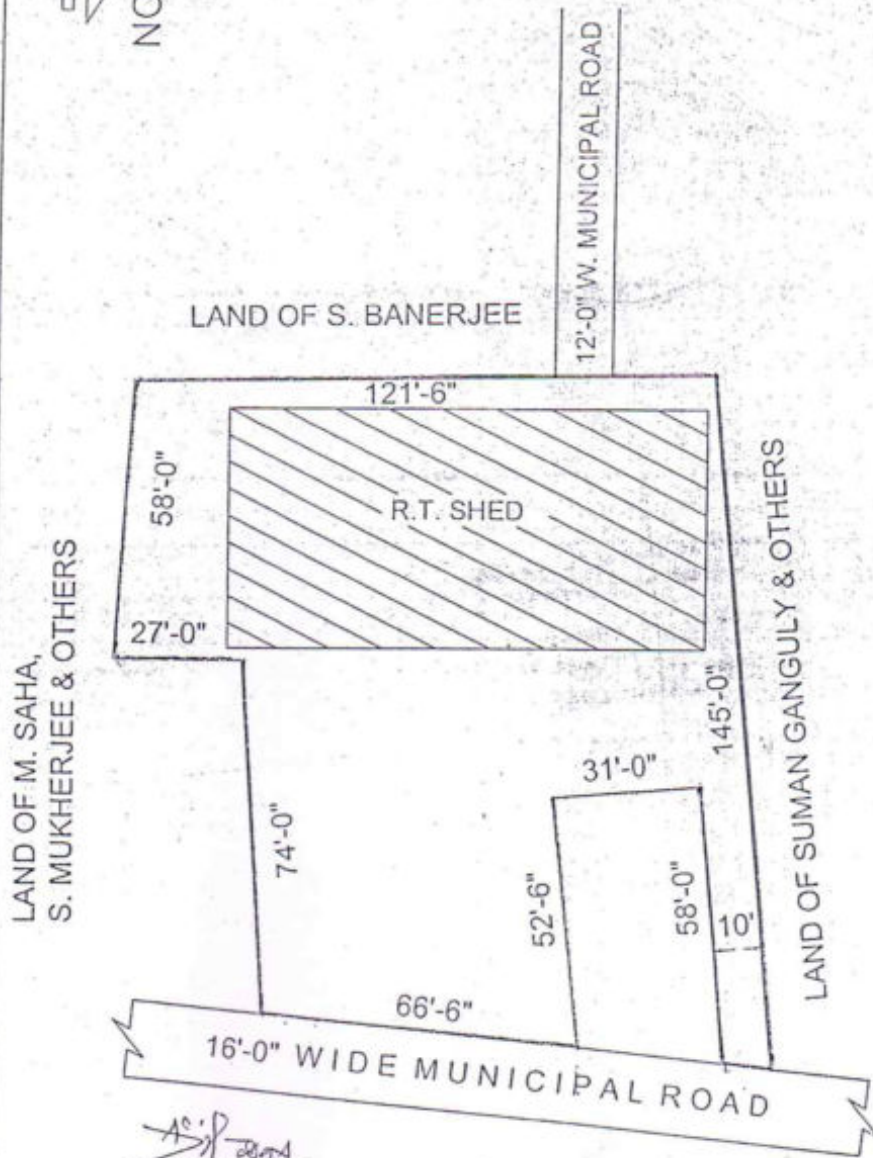 NO
12'-0" W. MUNICIPAL ROAD
LAND OF S. BANERJEE
121'-6"
58'-0"
R.T. SHED
27'-0"
LAND OF M. SAHA,
S. MUKHERJEE & OTHERS
145'-0"
LAND OF SUMAN GANGULY & OTHERS
31'-0"
74'-0"
52'-6"
58'-0"
10'
66'-6"
16'-0" WIDE MUNICIPAL ROAD